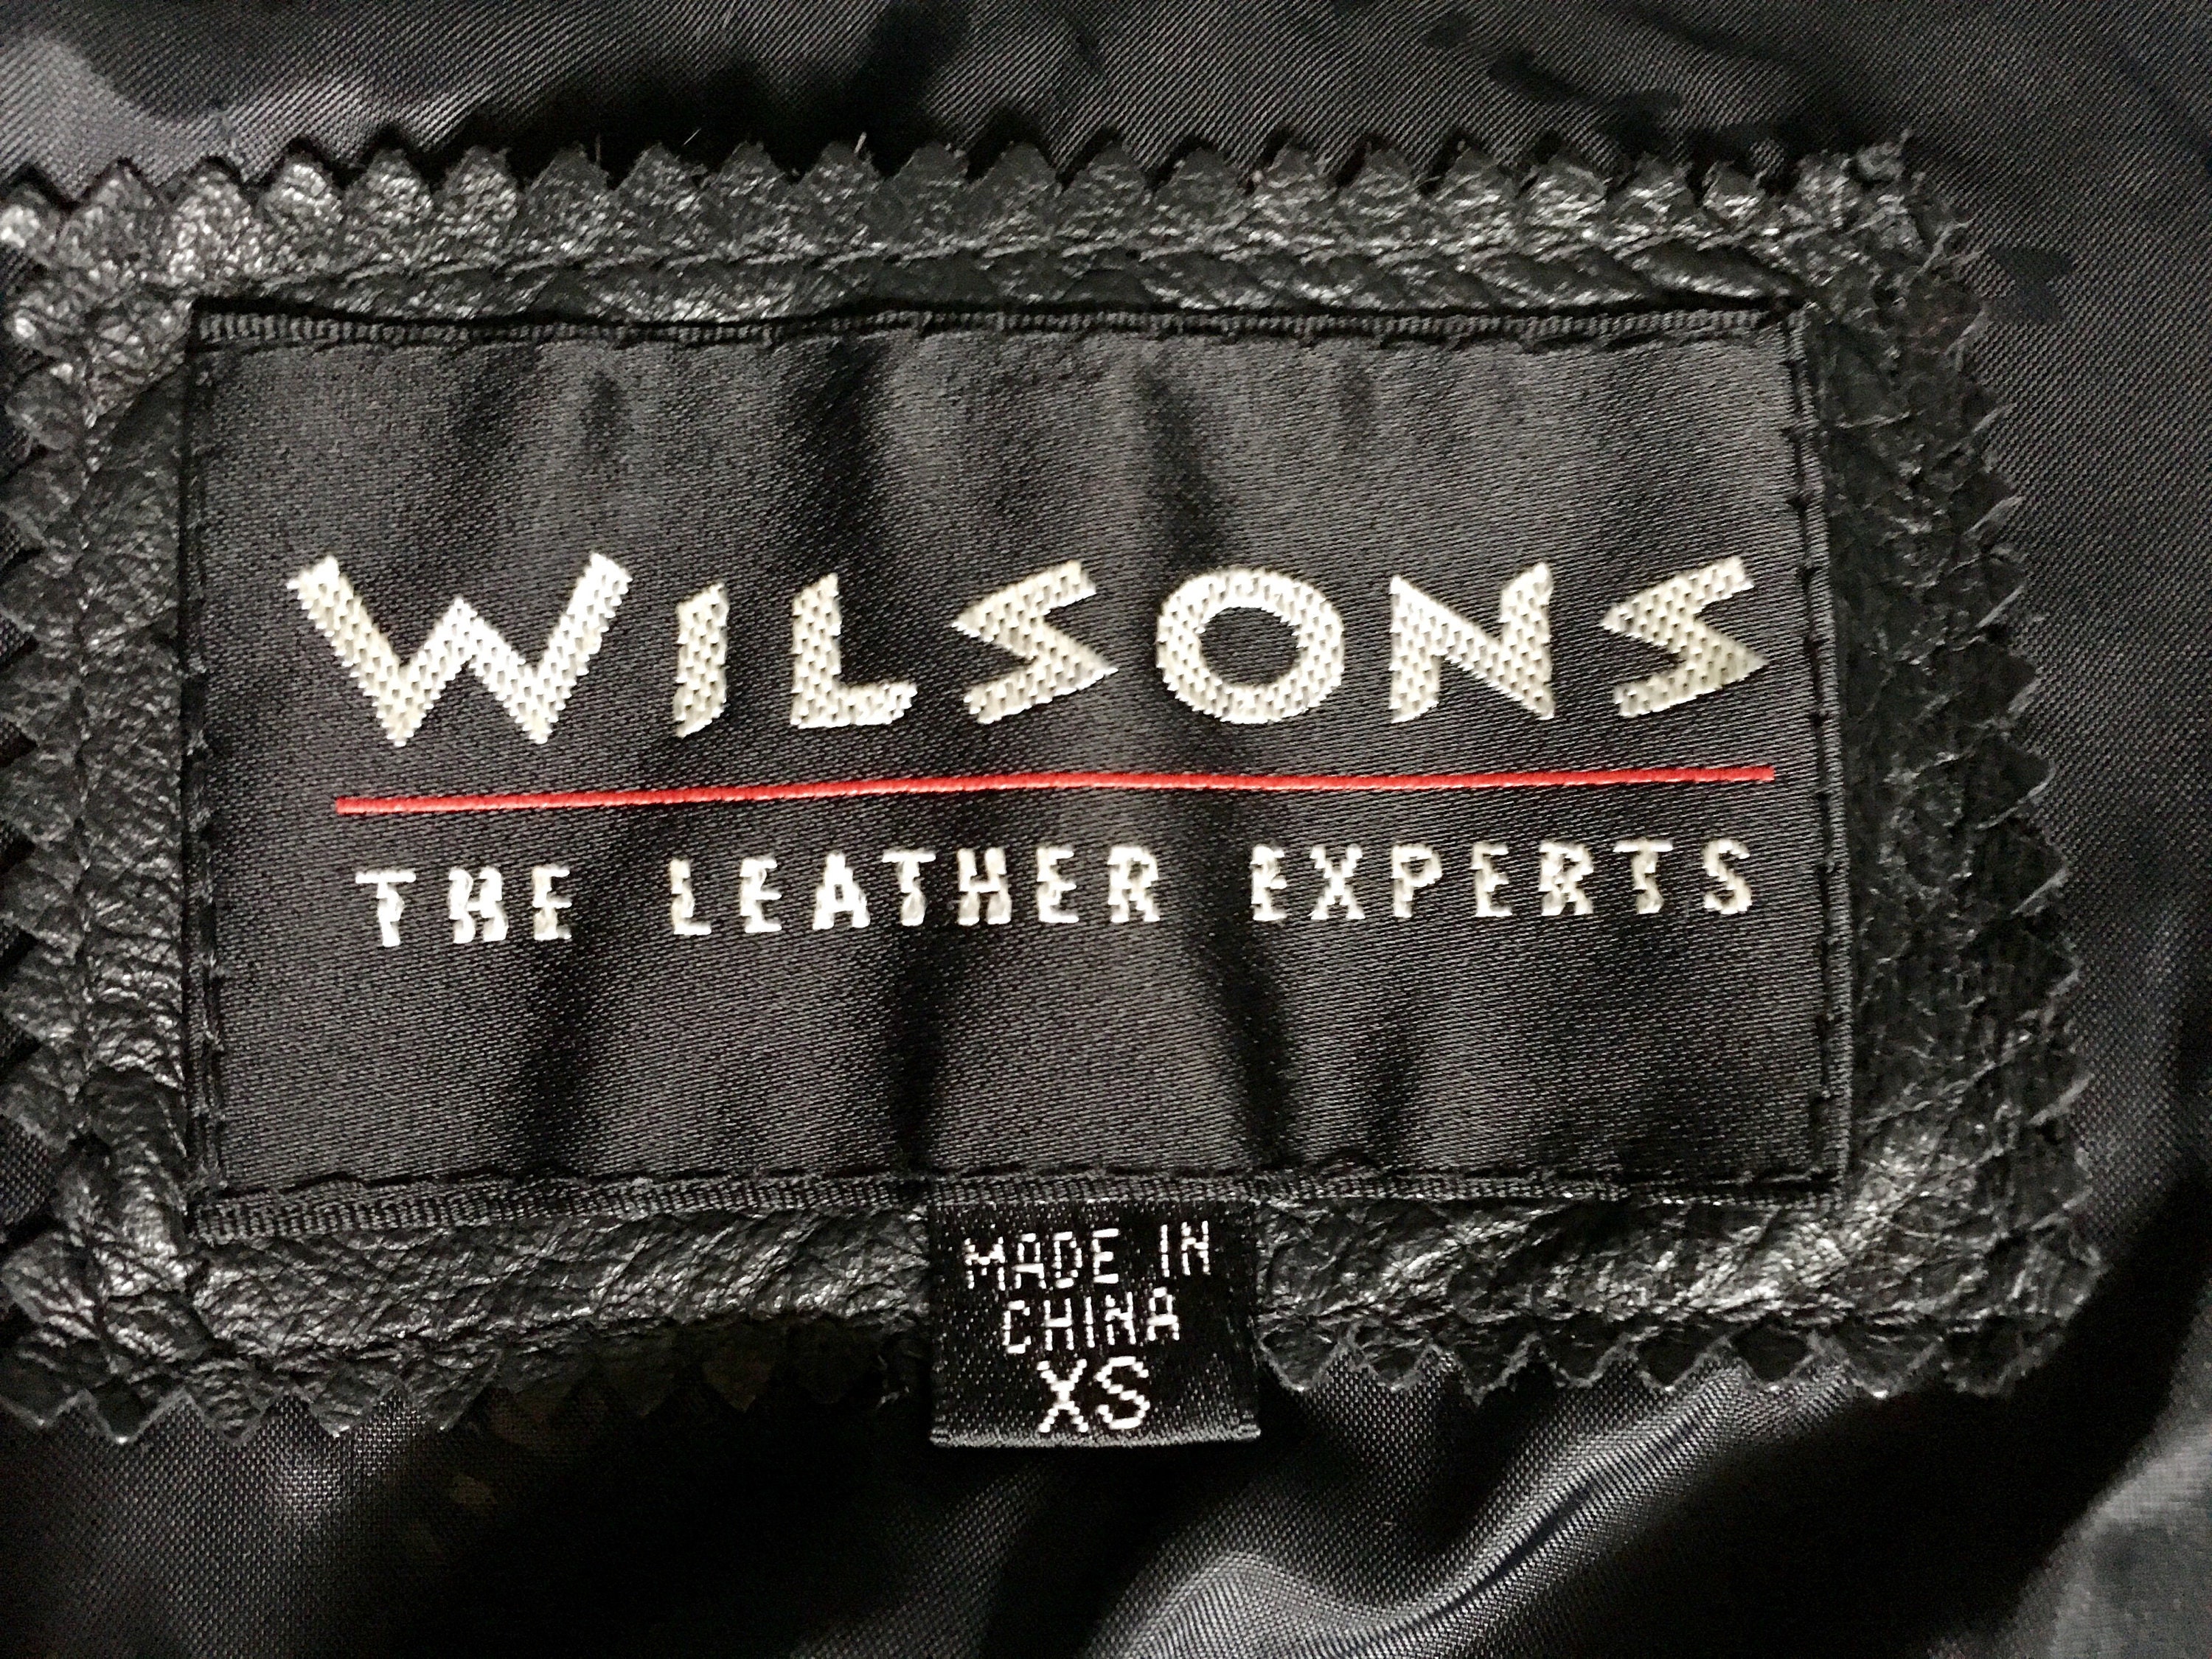 WILSONS
THE LEATHER EXPERTS
MADE IN
CHINA
XS